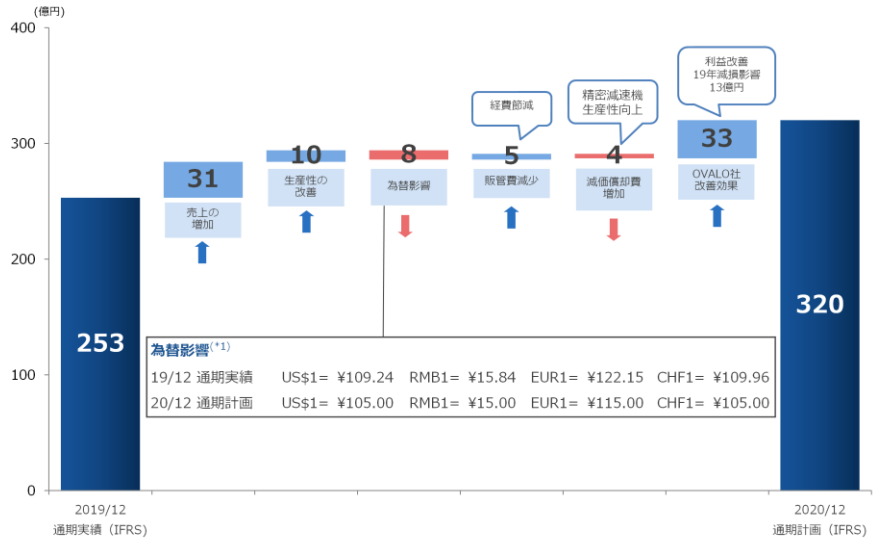 (億円)
400
300
200
100
0
253
31
売上の
増加
10
生産性の
改善
8
為替影響
経費節減
5
販管費減少
精密減速機
生産性向上
4
減価償却費
増加
利益改善
19年減損影響
13億円
33
OVALO社
改善効果
320
為替影響(*1)
19/12 通期実績 US$1= ¥109.24 RMB1= ¥15.84 EUR1= ¥122.15 CHF1= ¥109.96
20/12 通期計画 US$1= ¥105.00 RMB1= ¥15.00 EUR1= ¥115.00 CHF1= ¥105.00
2019/12
通期実績（IFRS）
2020/12
通期計画（IFRS）